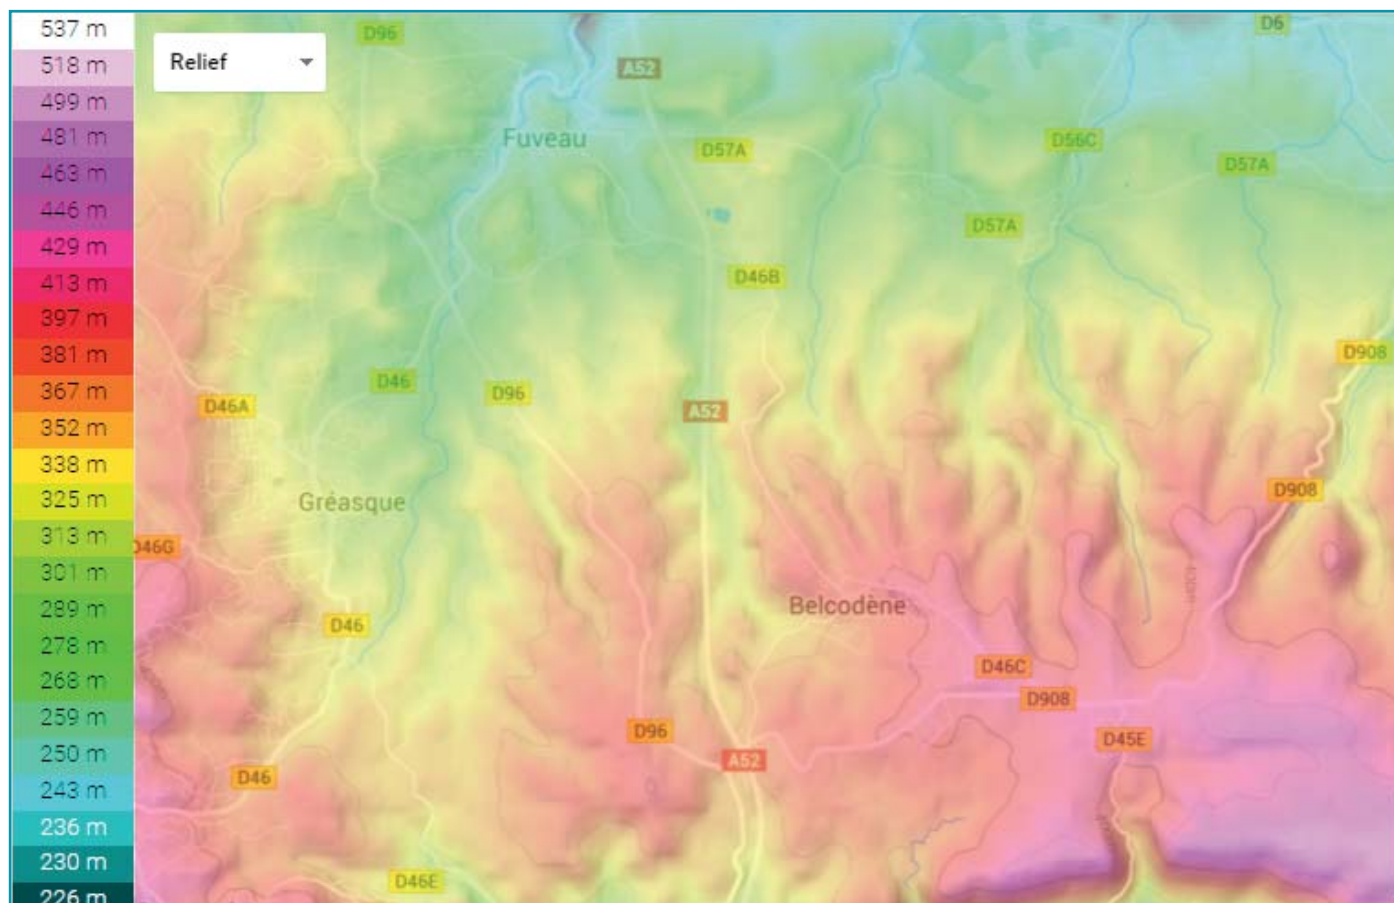 537 m
518 m
499 m
481 m
463 m
446 m
429 m
413 m
397 m
381 m
367 m
352 m
338 m
325 m
313 m
301 m
289 m
278 m
268 m
259 m
250 m
243 m
236 m
230 m
226 m
Relief
D96
A52
D6
Fuveau
D57A
D56C
D57A
D57A
D46B
D908
D46
D96
D46A
A52
Gréasque
D908
D46G
Belcodène
D46
D46C
D908
D96
D45E
A52
D46
D46E